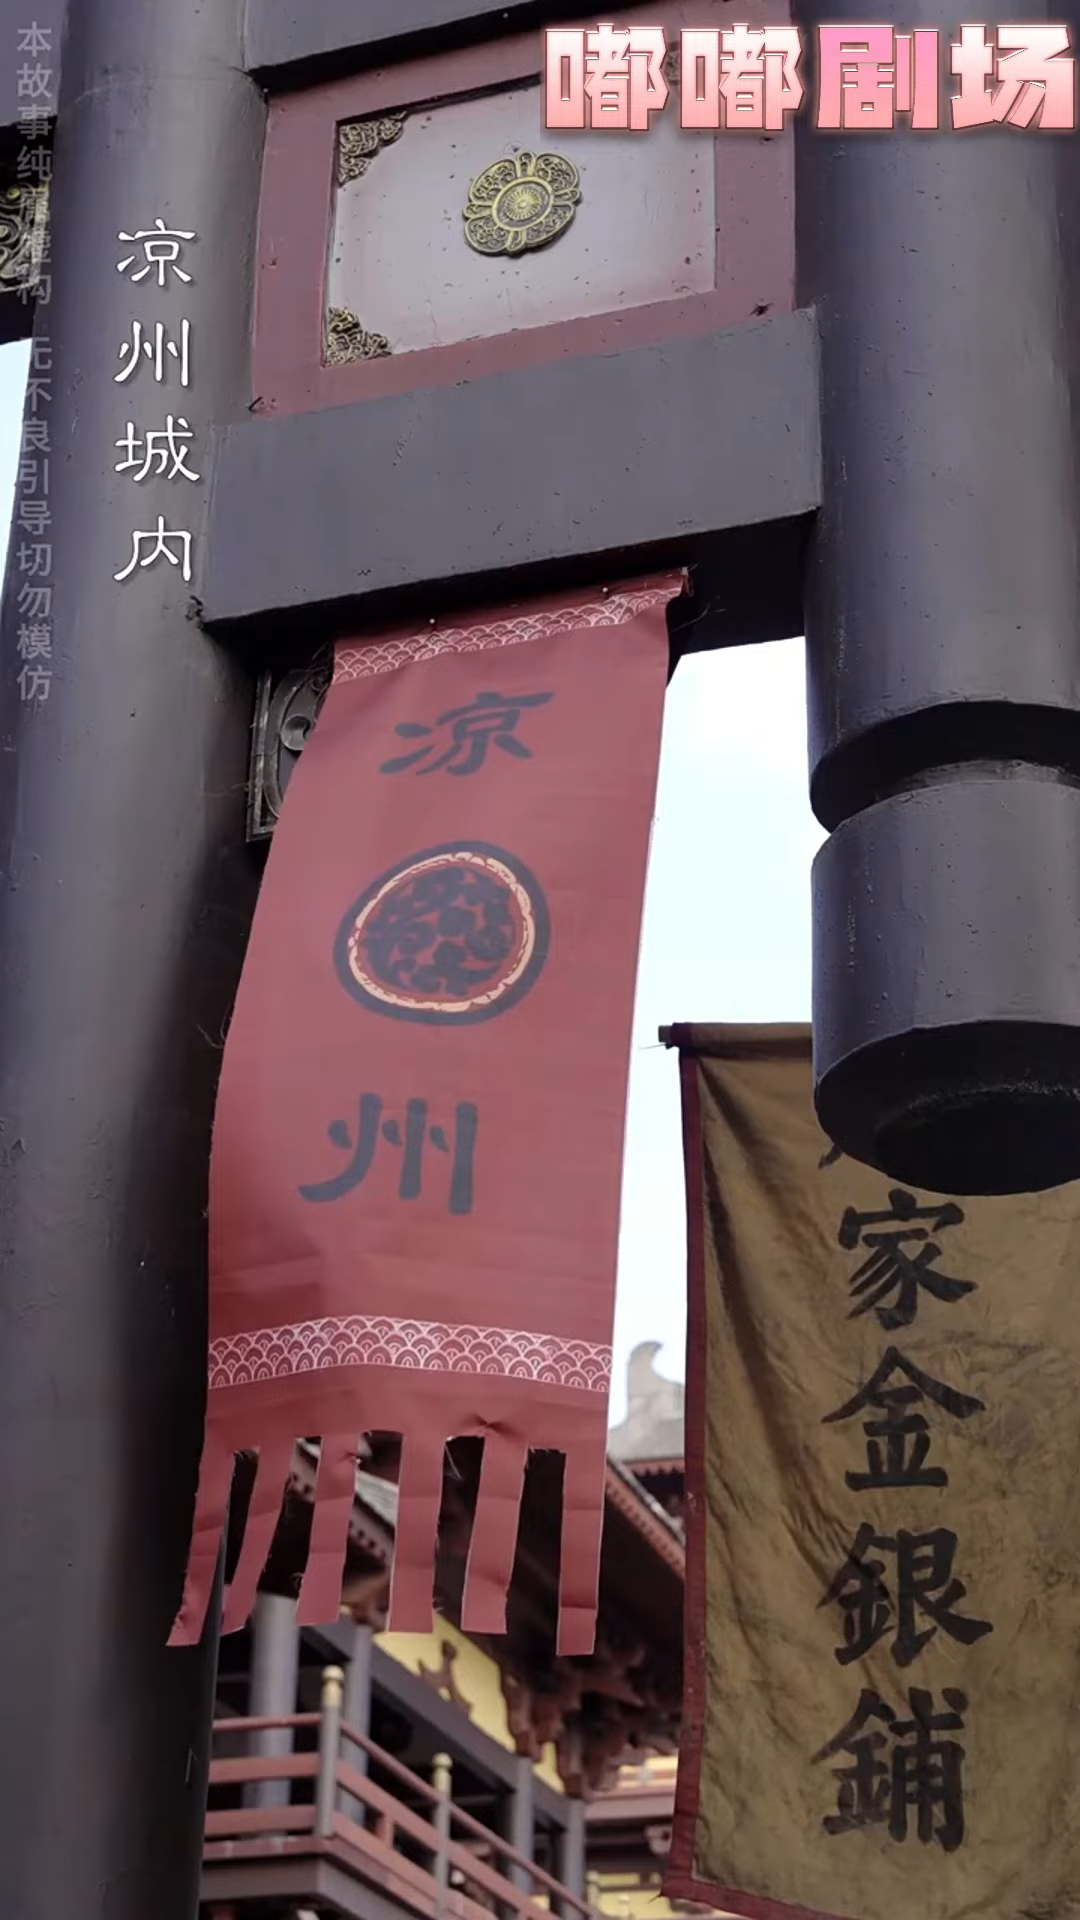 嘟嘟剧场
本故事纯属虚构 无不良引导切勿模仿
凉州城内
凉州
家金銀鋪